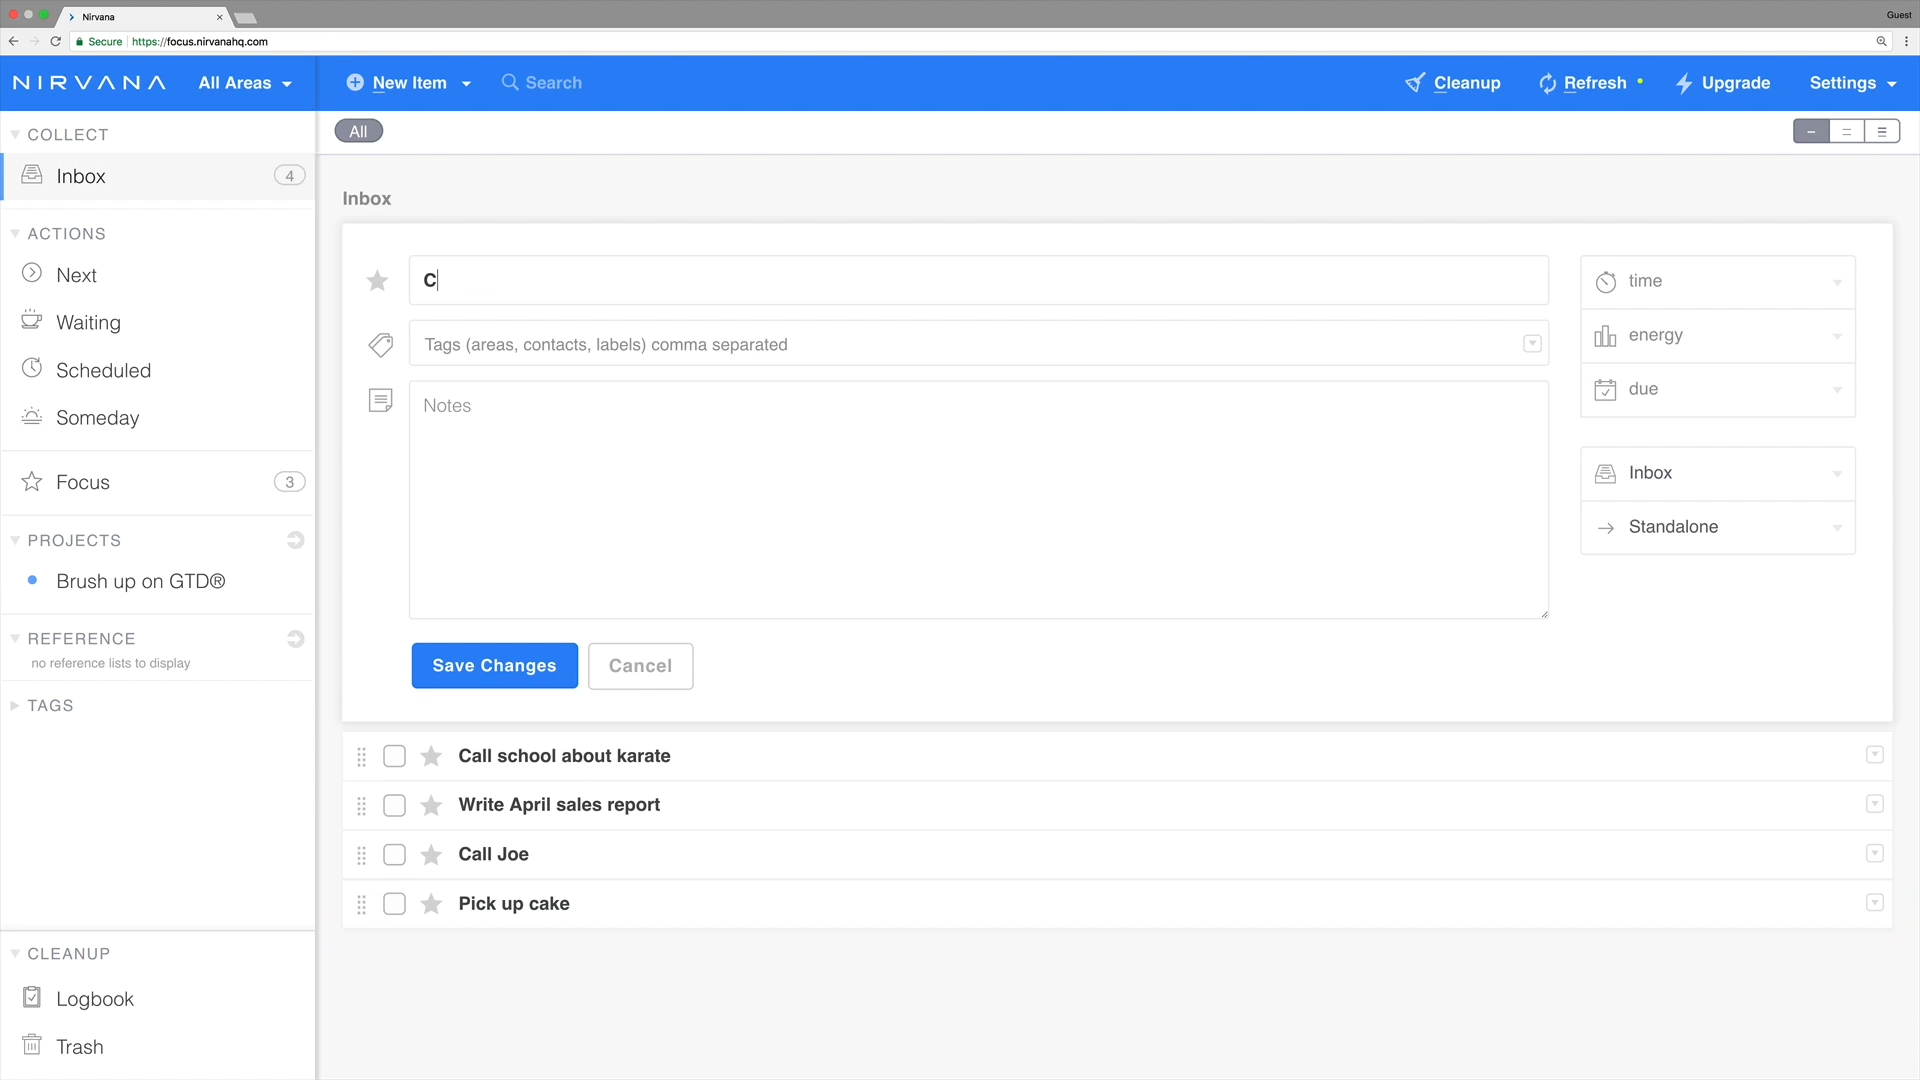 Nirvana
Guest
Secure https://focus.nirvanahq.com
NIRVANA All Areas New Item Search Cleanup Refresh Upgrade Settings
COLLECT
All
Inbox 4
Inbox
ACTIONS
Next
Waiting
Scheduled
Someday
Focus 3
PROJECTS
Brush up on GTD®
REFERENCE
no reference lists to display
TAGS
CLEANUP
Logbook
Trash
C
Tags (areas, contacts, labels) comma separated
Notes
time
energy
due
Inbox
Standalone
Save Changes Cancel
Call school about karate
Write April sales report
Call Joe
Pick up cake